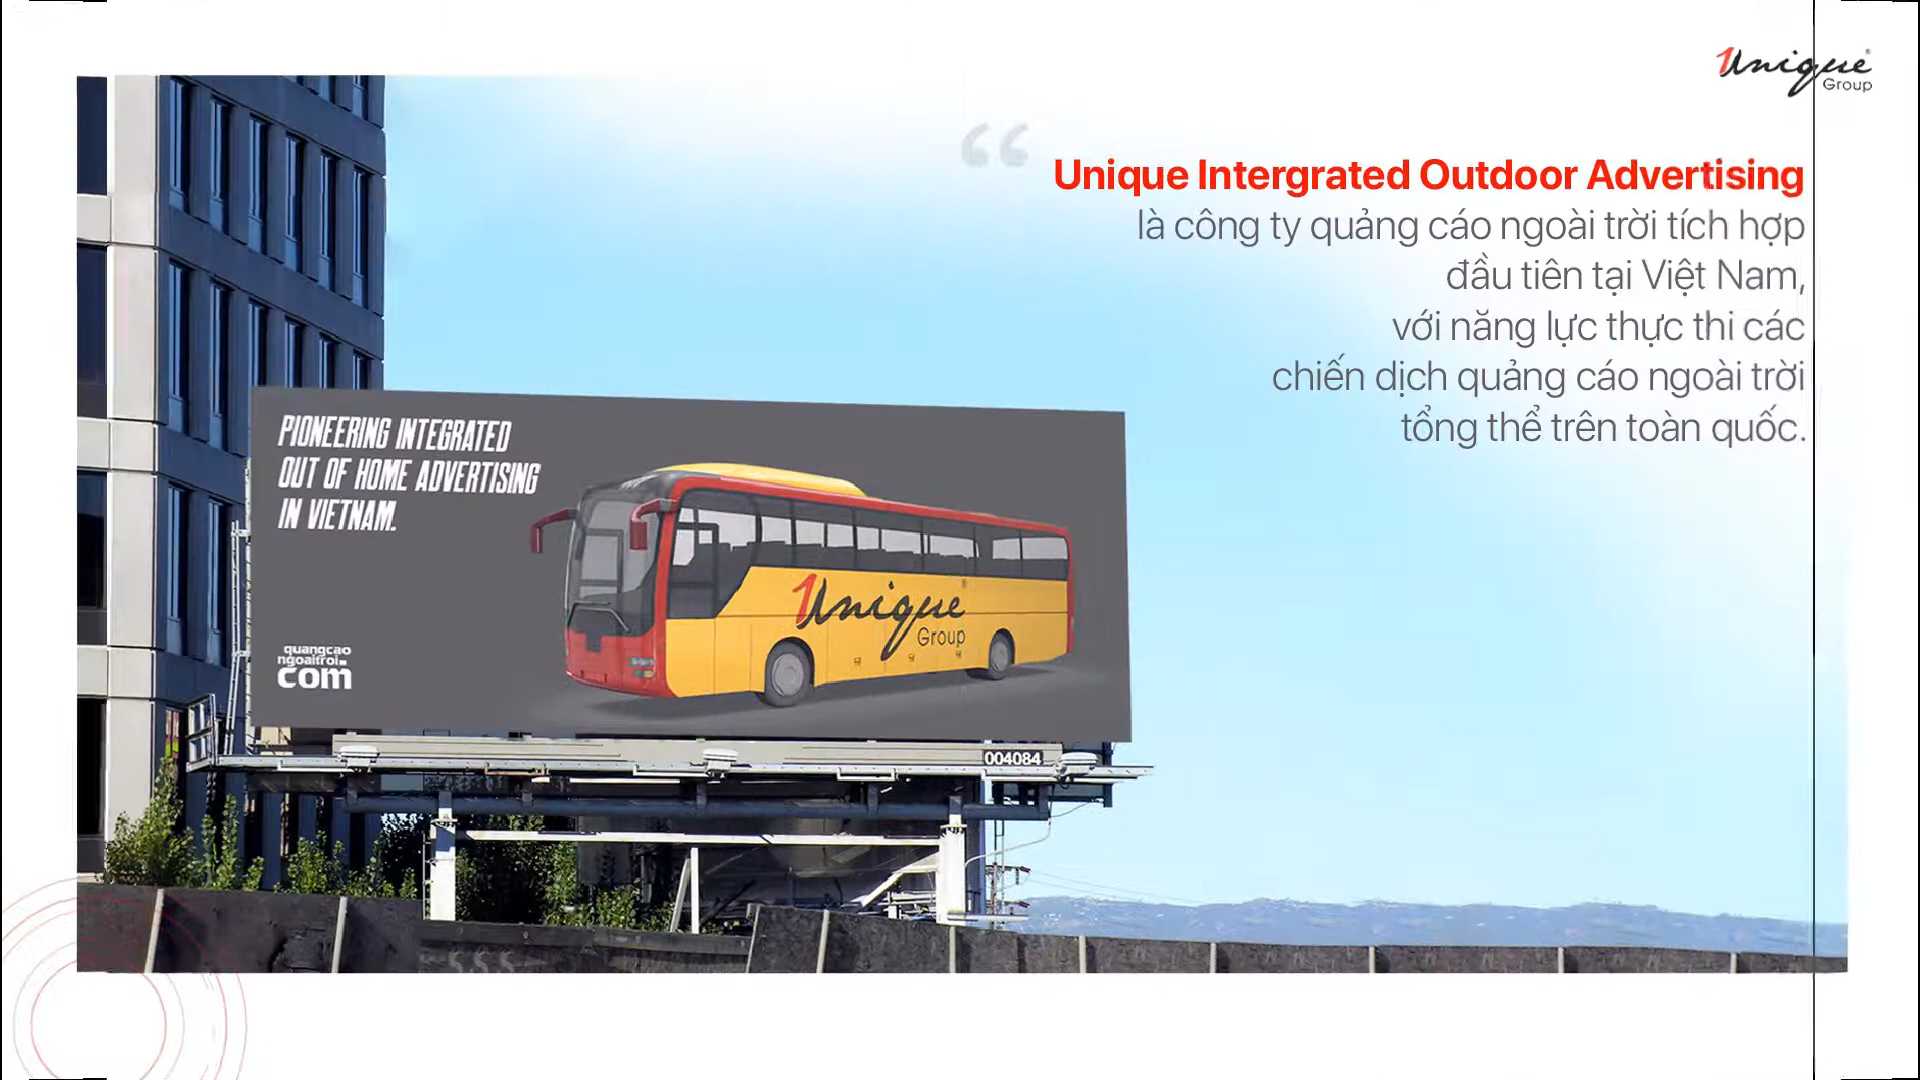 Unique
Group
Unique Intergrated Outdoor Advertising
là công ty quảng cáo ngoài trời tích hợp
đầu tiên tại Việt Nam,
với năng lực thực thi các
chiến dịch quảng cáo ngoài trời
tổng thể trên toàn quốc.
PIONEERING INTEGRATED
OUT OF HOME ADVERTISING
IN VIETNAM.
Unique
Group
quangcao
ngoaitroi.
com
004084